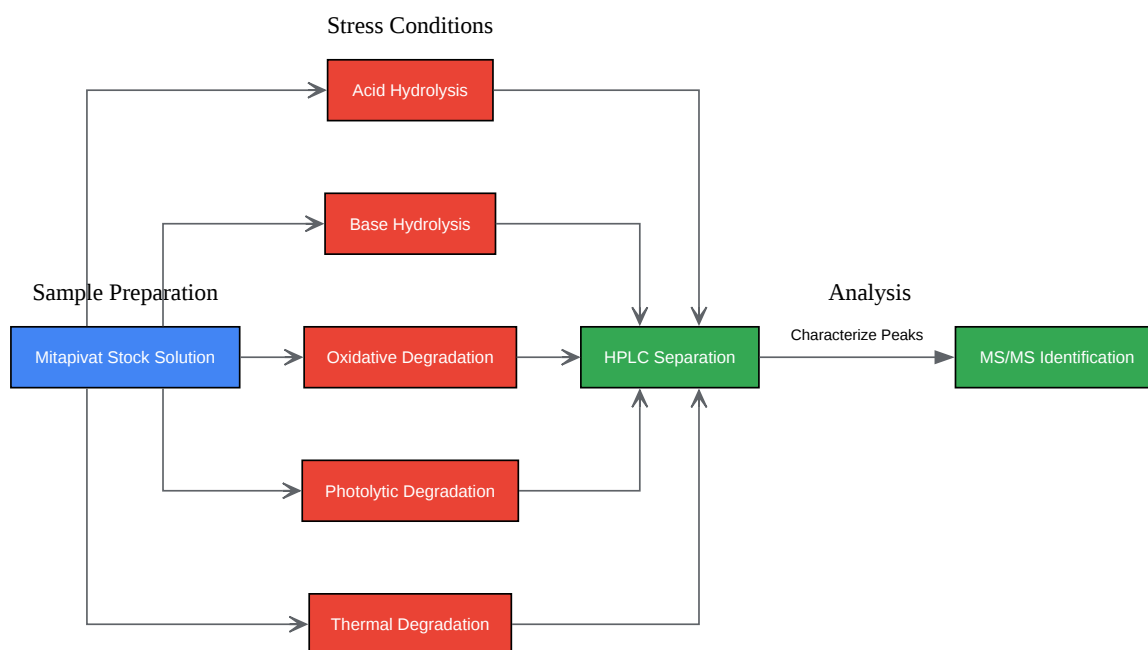 Stress Conditions
Acid Hydrolysis
Base Hydrolysis
Sample Preparation
Analysis
Characterize Peaks
Mitapivat Stock Solution
Oxidative Degradation
HPLC Separation
MS/MS Identification
Photolytic Degradation
Thermal Degradation